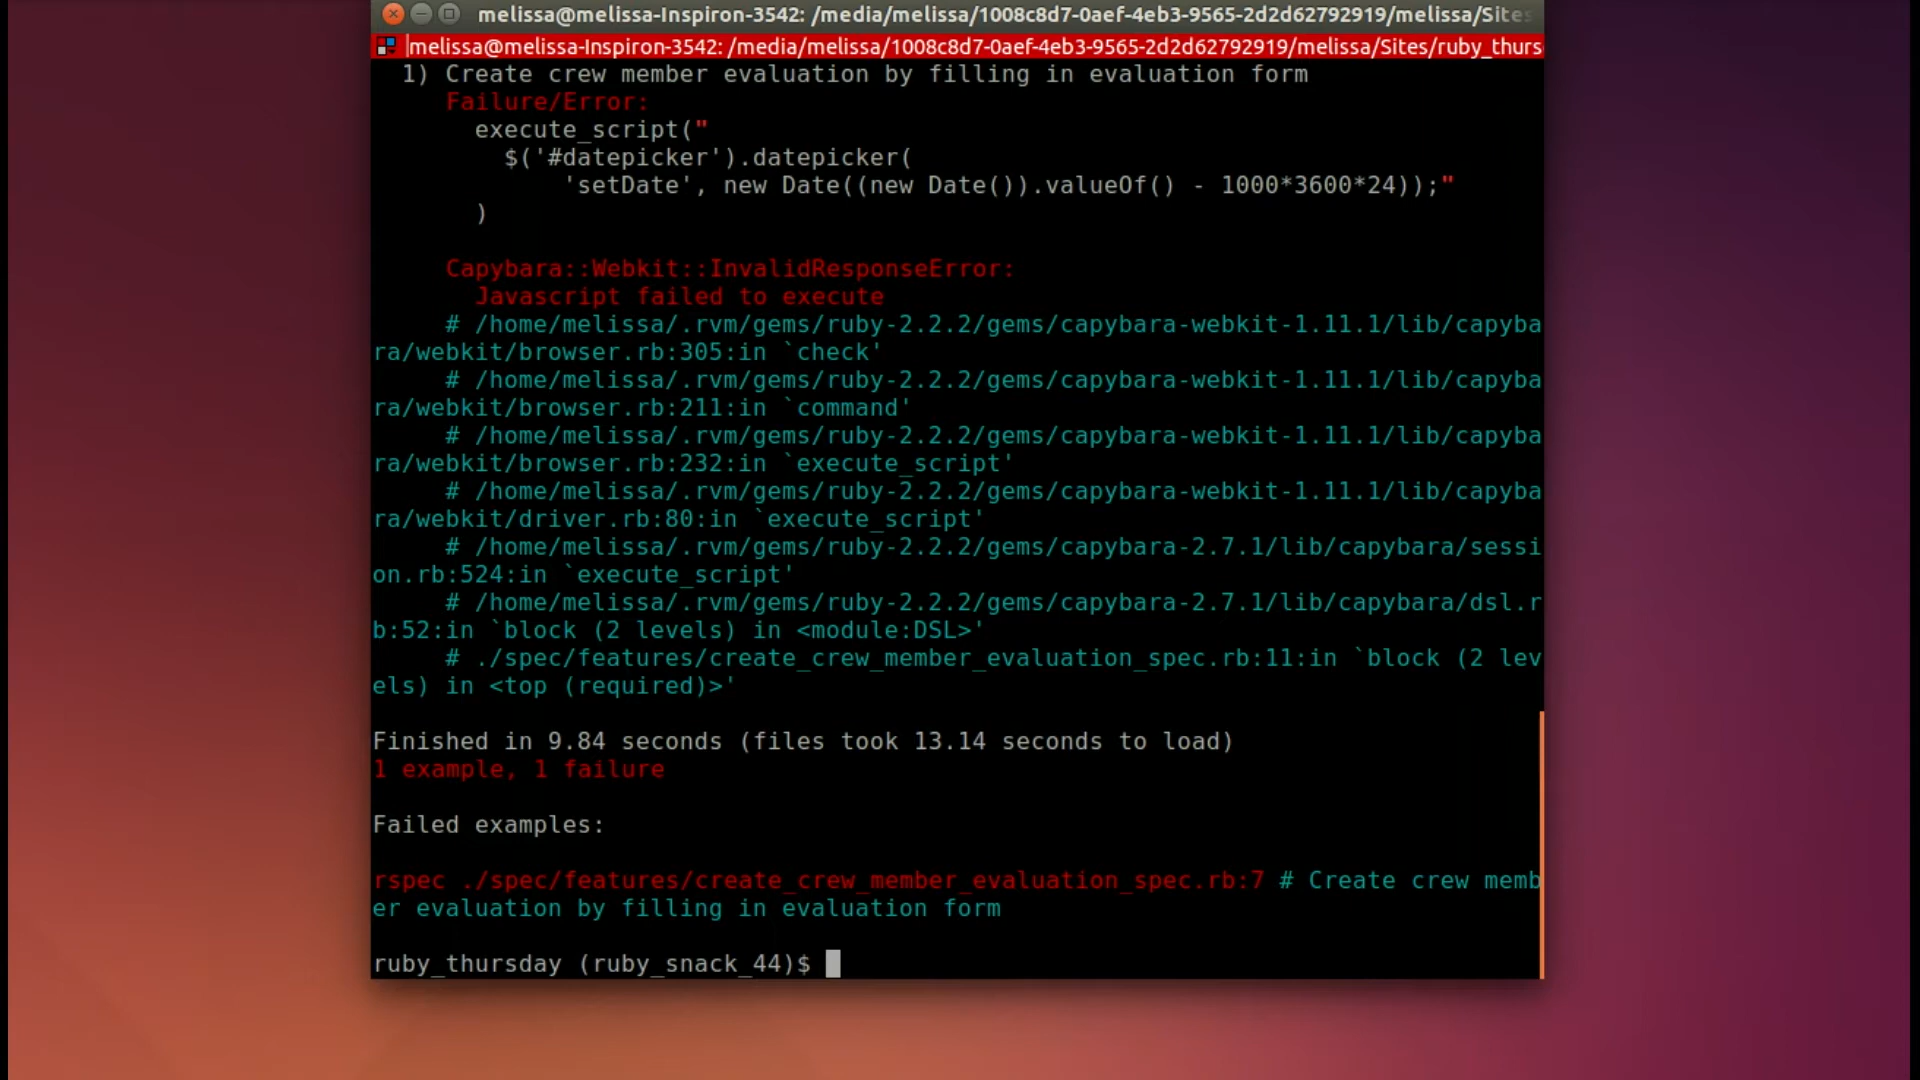 melissa@melissa-Inspiron-3542: /media/melissa/1008c8d7-0aef-4eb3-9565-2d2d62792919/melissa/Sites
melissa@melissa-Inspiron-3542: /media/melissa/1008c8d7-0aef-4eb3-9565-2d2d62792919/melissa/Sites/ruby_thurs
1) Create crew member evaluation by filling in evaluation form
Failure/Error:
execute_script("
$('#datepicker').datepicker(
'setDate', new Date((new Date()).valueOf() - 1000*3600*24));"
)
Capybara::Webkit::InvalidResponseError:
Javascript failed to execute
# /home/melissa/.rvm/gems/ruby-2.2.2/gems/capybara-webkit-1.11.1/lib/capyba
ra/webkit/browser.rb:305:in `check'
# /home/melissa/.rvm/gems/ruby-2.2.2/gems/capybara-webkit-1.11.1/lib/capyba
ra/webkit/browser.rb:211:in `command'
# /home/melissa/.rvm/gems/ruby-2.2.2/gems/capybara-webkit-1.11.1/lib/capyba
ra/webkit/browser.rb:232:in `execute_script'
# /home/melissa/.rvm/gems/ruby-2.2.2/gems/capybara-webkit-1.11.1/lib/capyba
ra/webkit/driver.rb:80:in `execute_script'
# /home/melissa/.rvm/gems/ruby-2.2.2/gems/capybara-2.7.1/lib/capybara/sessi
on.rb:524:in `execute_script'
# /home/melissa/.rvm/gems/ruby-2.2.2/gems/capybara-2.7.1/lib/capybara/dsl.r
b:52:in `block (2 levels) in <module:DSL>'
# ./spec/features/create_crew_member_evaluation_spec.rb:11:in `block (2 lev
els) in <top (required)>'
Finished in 9.84 seconds (files took 13.14 seconds to load)
1 example, 1 failure
Failed examples:
rspec ./spec/features/create_crew_member_evaluation_spec.rb:7 # Create crew memb
er evaluation by filling in evaluation form
ruby_thursday (ruby_snack_44)$